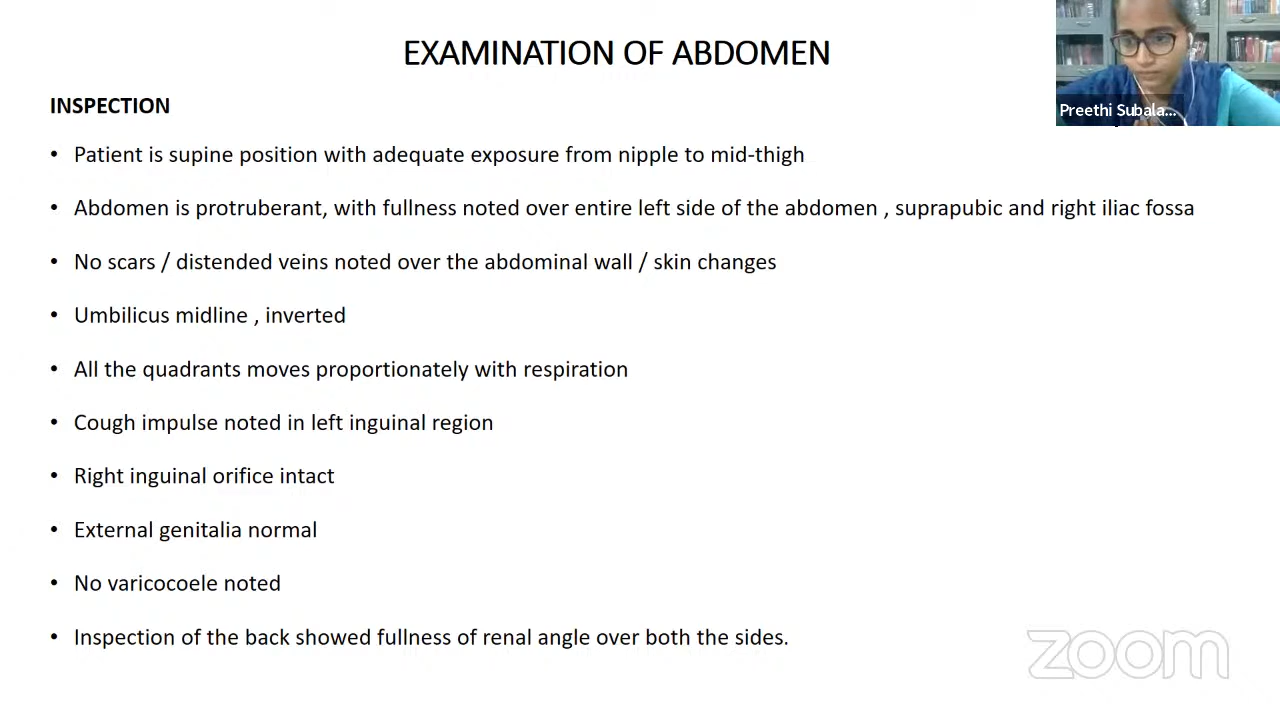 EXAMINATION OF ABDOMEN
Preethi Subala...
INSPECTION
• Patient is supine position with adequate exposure from nipple to mid-thigh
• Abdomen is protruberant, with fullness noted over entire left side of the abdomen , suprapubic and right iliac fossa
• No scars / distended veins noted over the abdominal wall / skin changes
• Umbilicus midline , inverted
• All the quadrants moves proportionately with respiration
• Cough impulse noted in left inguinal region
• Right inguinal orifice intact
• External genitalia normal
• No varicocoele noted
• Inspection of the back showed fullness of renal angle over both the sides.
zoom